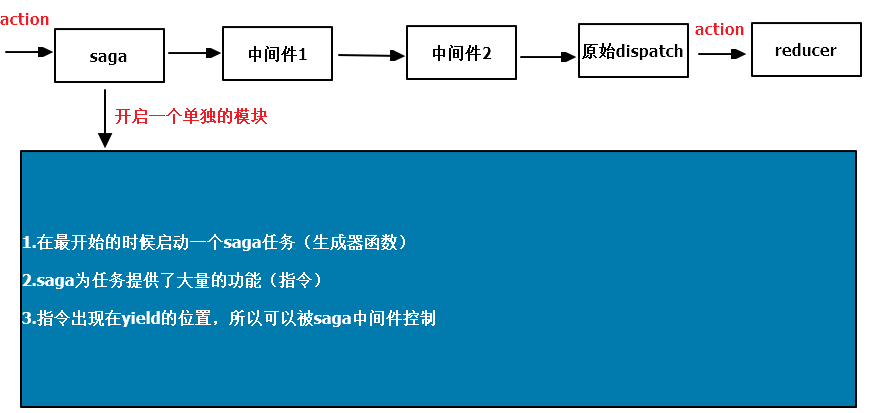 action
saga
中间件1
中间件2
原始dispatch
action
reducer
开启一个单独的模块
1.在最开始的时候启动一个saga任务（生成器函数）
2.saga为任务提供了大量的功能（指令）
3.指令出现在yield的位置，所以可以被saga中间件控制